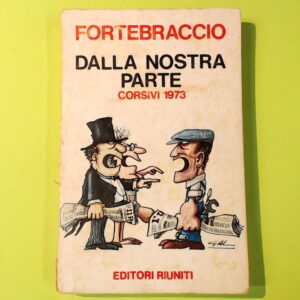 FORTEBRACCIO
DALLA NOSTRA
PARTE
CORSIVI 1973
EDITORI RIUNITI